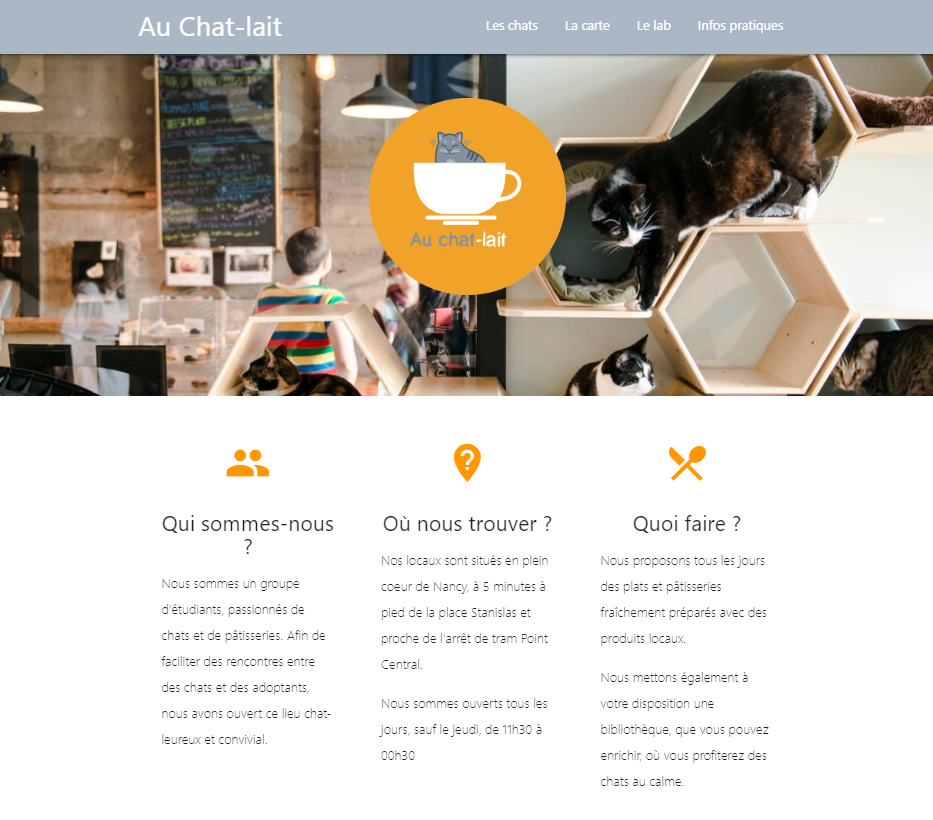 Au Chat-lait
Les chats La carte Le lab Infos pratiques
Au chat-lait
Qui sommes-nous
?
Nous sommes un groupe
d'étudiants, passionnés de
chats et de pâtisseries. Afin de
faciliter des rencontres entre
des chats et des adoptants,
nous avons ouvert ce lieu chat-
leureux et convivial.
Où nous trouver ?
Nos locaux sont situés en plein
coeur de Nancy, à 5 minutes à
pied de la place Stanislas et
proche de l'arrêt de tram Point
Central.
Nous sommes ouverts tous les
jours, sauf le jeudi, de 11h30 à
00h30
Quoi faire ?
Nous proposons tous les jours
des plats et pâtisseries
fraîchement préparés avec des
produits locaux.
Nous mettons également à
votre disposition une
bibliothèque, que vous pouvez
enrichir, où vous profiterez des
chats au calme.